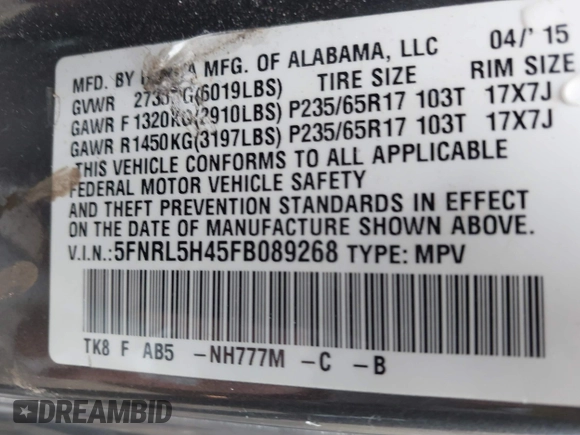 MFD. BY MFG. OF ALABAMA, LLC 04/'15
GVWR (6019LBS) TIRE SIZE RIM SIZE
GAWR F 1320KG(2910LBS) P235/65R17 103T 17X7J
GAWR R1450KG(3197LBS) P235/65R17 103T 17X7J
THIS VEHICLE CONFORMS TO ALL APPLICABLE
FEDERAL MOTOR VEHICLE SAFETY
AND THEFT PREVENTION STANDARDS IN EFFECT
ON THE DATE OF MANUFACTURE SHOWN ABOVE.
V.I.N.:5FNRL5H45FB089268 TYPE: MPV
TK8 F AB5 -NH777M -C -B
DREAMBID